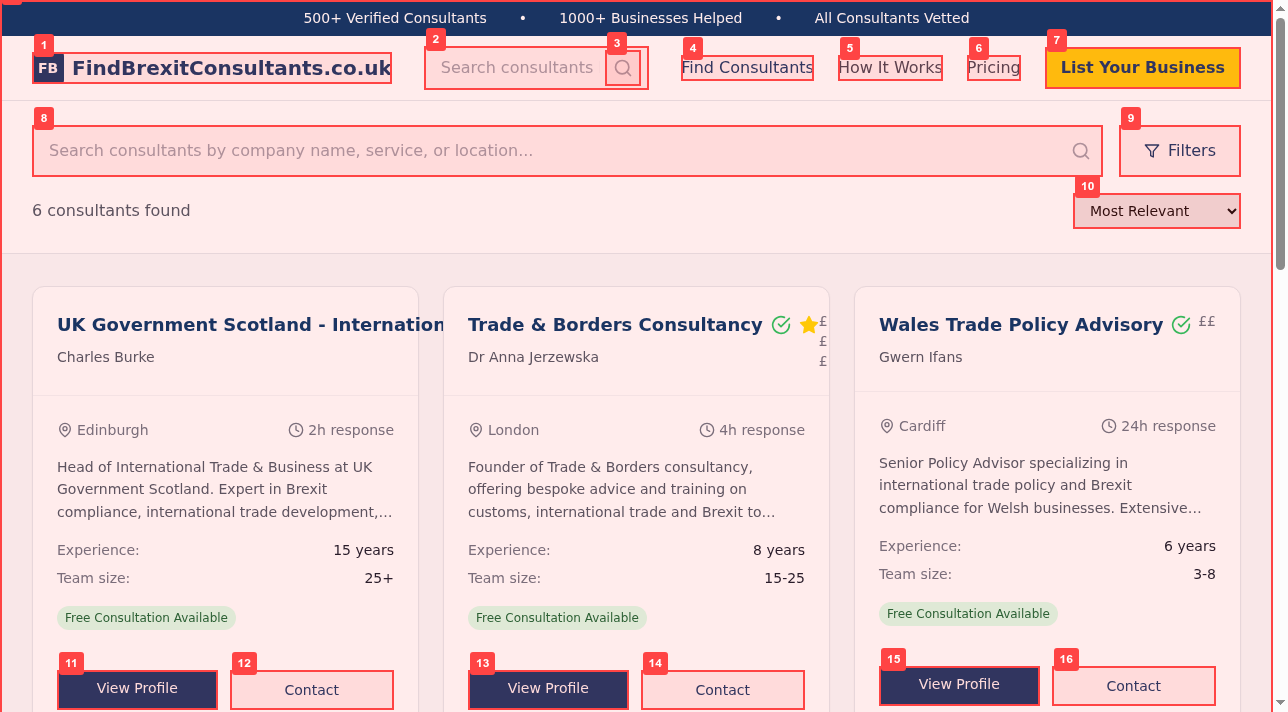 500+ Verified Consultants • 1000+ Businesses Helped • All Consultants Vetted
1 2 3 4 5 6 7
FB FindBrexitConsultants.co.uk Search consultants Find Consultants How It Works Pricing List Your Business
8 9
Search consultants by company name, service, or location... Filters
10
6 consultants found Most Relevant
UK Government Scotland - Internation
Charles Burke
Edinburgh 2h response
Head of International Trade & Business at UK
Government Scotland. Expert in Brexit
compliance, international trade development,...
Experience: 15 years
Team size: 25+
Free Consultation Available
11 12
View Profile Contact
Trade & Borders Consultancy £
£
£
Dr Anna Jerzewska
London 4h response
Founder of Trade & Borders consultancy,
offering bespoke advice and training on
customs, international trade and Brexit to...
Experience: 8 years
Team size: 15-25
Free Consultation Available
13 14
View Profile Contact
Wales Trade Policy Advisory ££
Gwern Ifans
Cardiff 24h response
Senior Policy Advisor specializing in
international trade policy and Brexit
compliance for Welsh businesses. Extensive...
Experience: 6 years
Team size: 3-8
Free Consultation Available
15 16
View Profile Contact